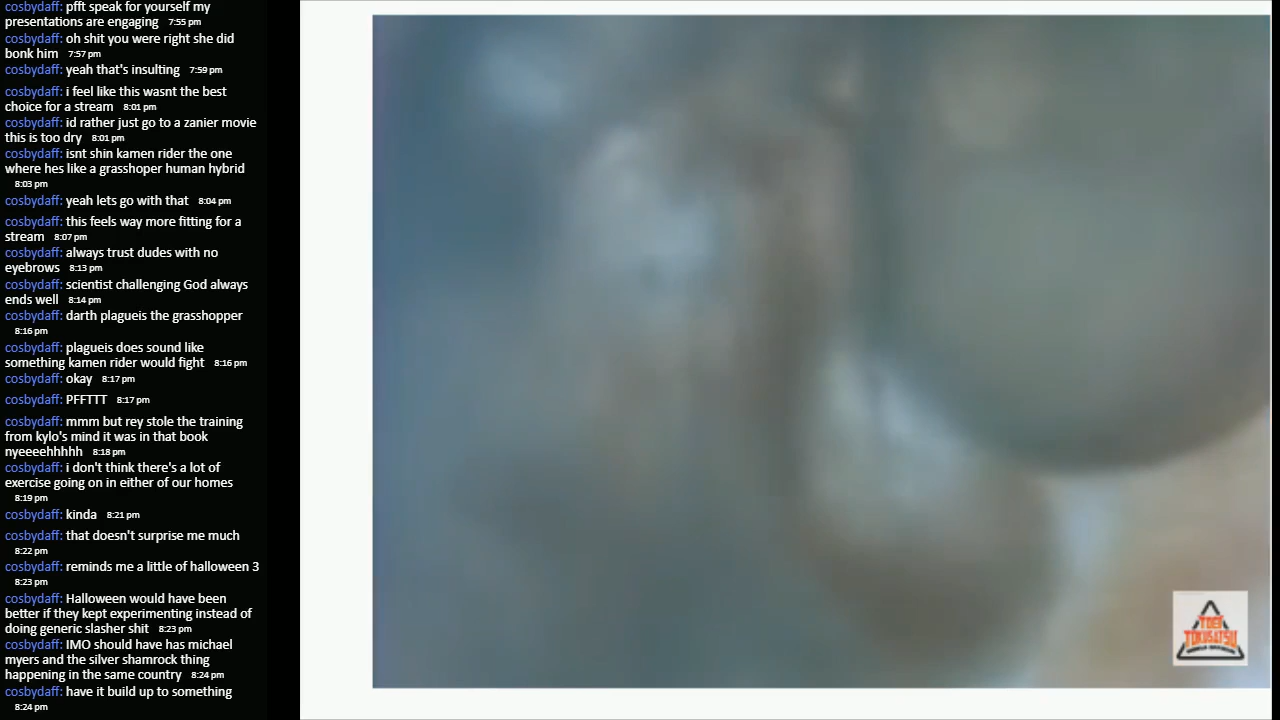 cosbydaff: pfft speak for yourself my
presentations are engaging 7:55 pm
cosbydaff: oh shit you were right she did
bonk him 7:57 pm
cosbydaff: yeah that's insulting 7:59 pm
cosbydaff: i feel like this wasnt the best
choice for a stream 8:01 pm
cosbydaff: id rather just go to a zanier movie
this is too dry 8:01 pm
cosbydaff: isnt shin kamen rider the one
where hes like a grasshoper human hybrid
8:03 pm
cosbydaff: yeah lets go with that 8:04 pm
cosbydaff: this feels way more fitting for a
stream 8:07 pm
cosbydaff: always trust dudes with no
eyebrows 8:13 pm
cosbydaff: scientist challenging God always
ends well 8:14 pm
cosbydaff: darth plagueis the grasshopper
8:16 pm
cosbydaff: plagueis does sound like
something kamen rider would fight 8:16 pm
cosbydaff: okay 8:17 pm
cosbydaff: PFFTTT 8:17 pm
cosbydaff: mmm but rey stole the training
from kylo's mind it was in that book
nyeeeehhhhh 8:18 pm
cosbydaff: i don't think there's a lot of
exercise going on in either of our homes
8:19 pm
cosbydaff: kinda 8:21 pm
cosbydaff: that doesn't surprise me much
8:22 pm
cosbydaff: reminds me a little of halloween 3
8:23 pm
cosbydaff: Halloween would have been
better if they kept experimenting instead of
doing generic slasher shit 8:23 pm
cosbydaff: IMO should have has michael
myers and the silver shamrock thing
happening in the same country 8:24 pm
cosbydaff: have it build up to something
8:24 pm
TOEI
TOKUSATSU